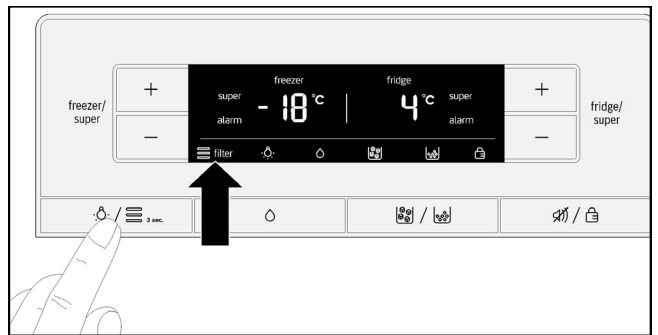 freezer fridge
super super
-18 °C 4 °C
alarm alarm
filter
freezer/
super
+
−
+
−
fridge/
super
/ 3 sec.
/
/